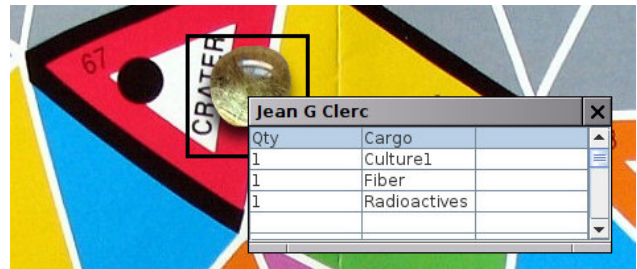 67
CRATER
Jean G Clerc
Qty Cargo
1 Culture1
1 Fiber
1 Radioactives